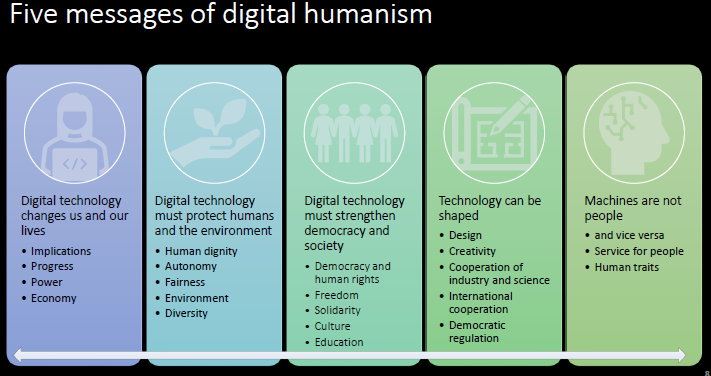 Five messages of digital humanism
</>
Digital technology
changes us and our
lives
• Implications
• Progress
• Power
• Economy
Digital technology
must protect humans
and the environment
• Human dignity
• Autonomy
• Fairness
• Environment
• Diversity
Digital technology
must strengthen
democracy and
society
• Democracy and
human rights
• Freedom
• Solidarity
• Culture
• Education
Technology can be
shaped
• Design
• Creativity
• Cooperation of
industry and science
• International
cooperation
• Democratic
regulation
Machines are not
people
• and vice versa
• Service for people
• Human traits
8